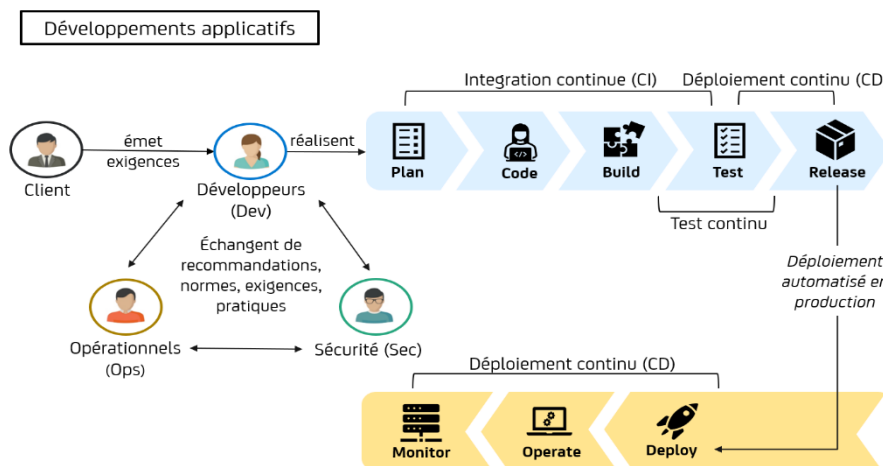 Développements applicatifs
Integration continue (CI)
Déploiement continu (CD
émet
exigences
réalisent
Client
Développeurs
(Dev)
Plan
Code
Build
Test
Release
Test continu
Échangent de
recommandations,
normes, exigences,
pratiques
Déploiement
automatisé en
production
Opérationnels
(Ops)
Sécurité (Sec)
Déploiement continu (CD)
Monitor
Operate
Deploy